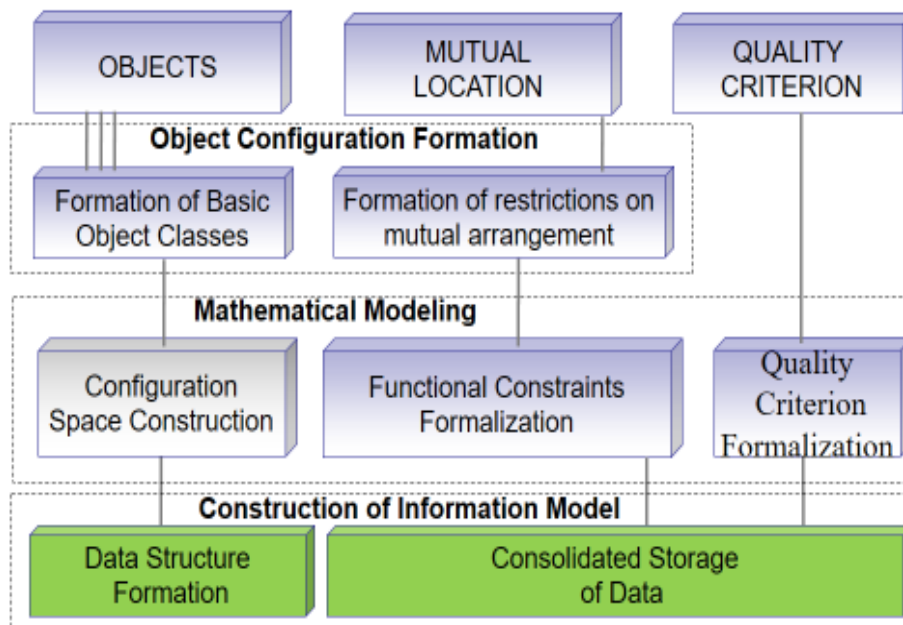 OBJECTS
MUTUAL
LOCATION
QUALITY
CRITERION
Object Configuration Formation
Formation of Basic
Object Classes
Formation of restrictions on
mutual arrangement
Mathematical Modeling
Configuration
Space Construction
Functional Constraints
Formalization
Quality
Criterion
Formalization
Construction of Information Model
Data Structure
Formation
Consolidated Storage
of Data